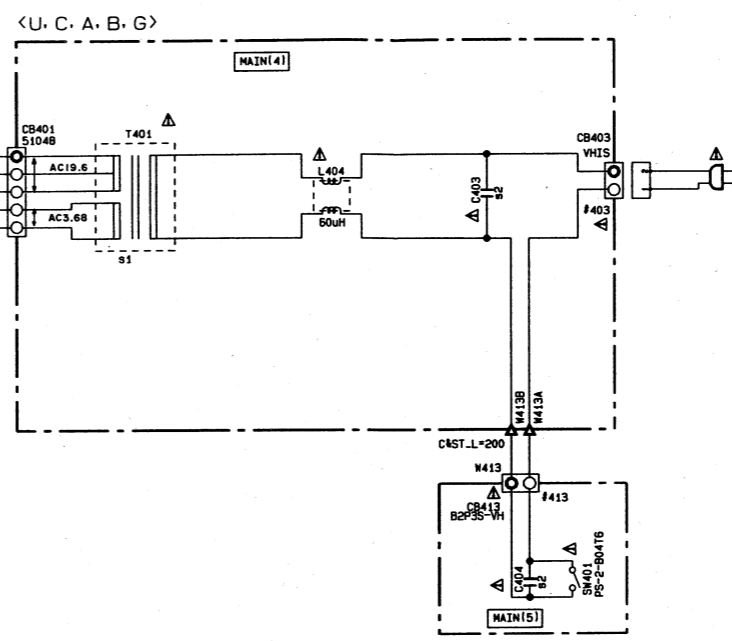 <U, C, A, B, G>
MAIN(4)
CB401
5104B
T401
AC19.6
AC3.68
S1
L404
60uH
C403
s2
CB403
VHIS
#403
W413B
W413A
C&ST_L=200
W413
#413
CB413
B2P3S-VH
C404
s2
SW401
PS-2-B04T6
MAIN(5)